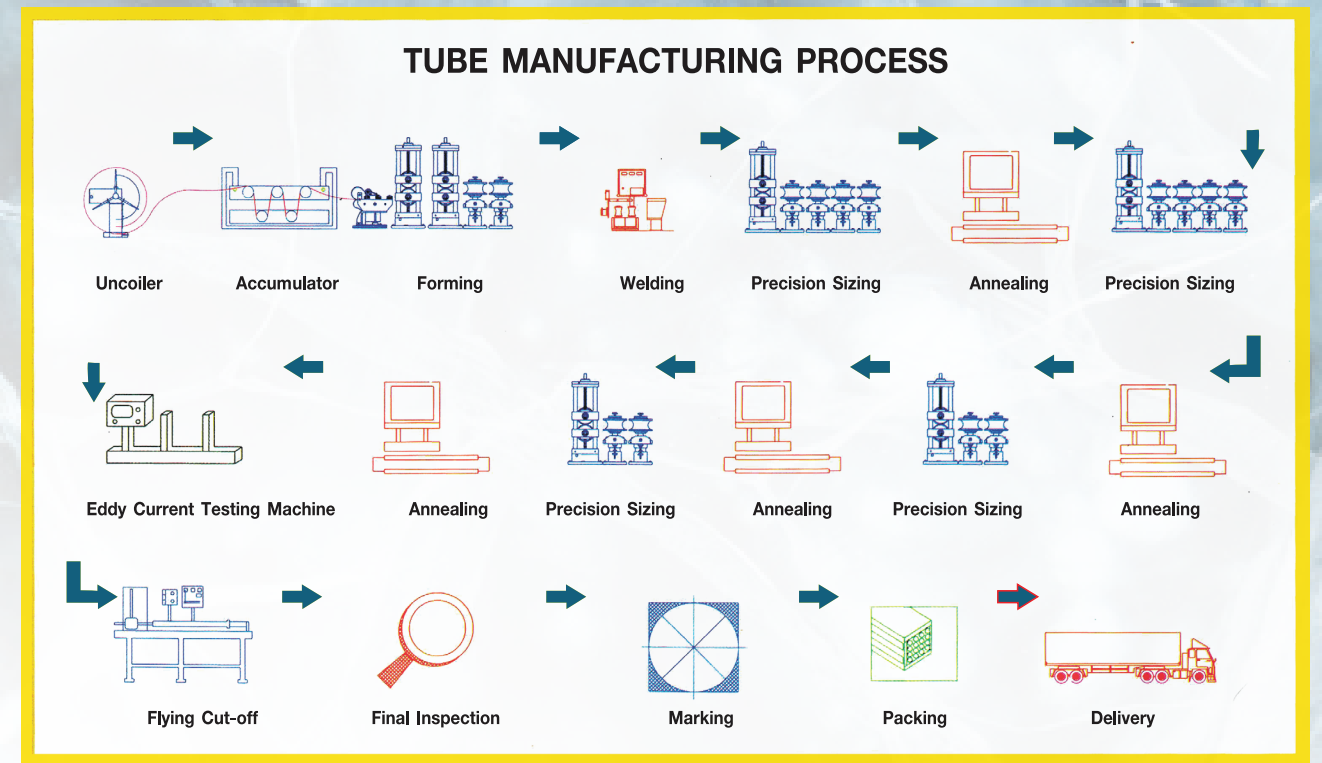 TUBE MANUFACTURING PROCESS
Uncoiler
Accumulator
Forming
Welding
Precision Sizing
Annealing
Precision Sizing
Eddy Current Testing Machine
Annealing
Precision Sizing
Annealing
Precision Sizing
Annealing
Flying Cut-off
Final Inspection
Marking
Packing
Delivery